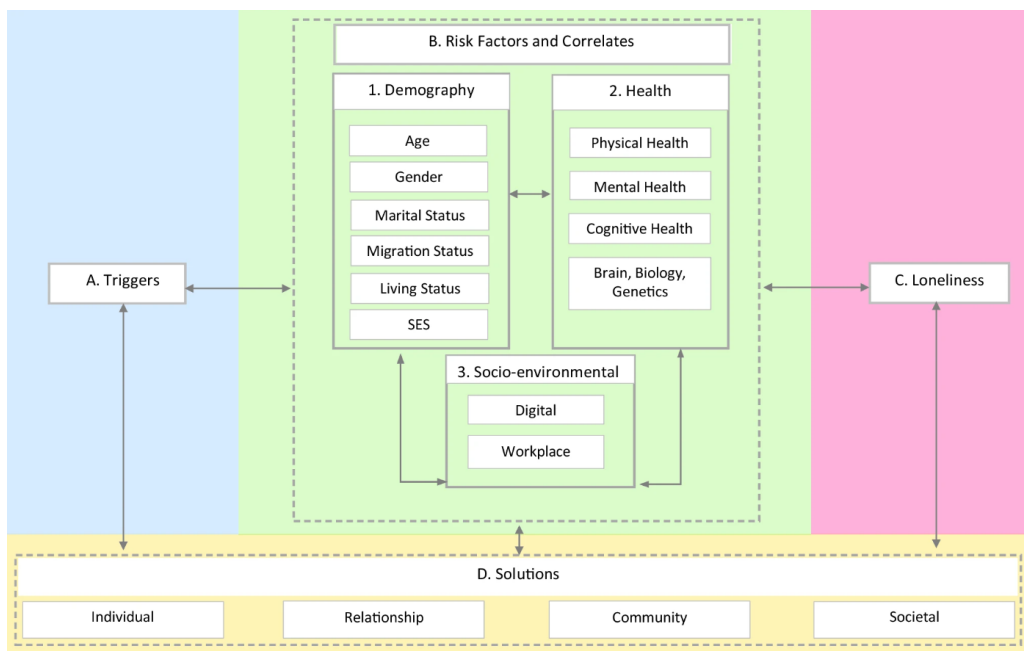 B. Risk Factors and Correlates
1. Demography
Age
Gender
Marital Status
Migration Status
Living Status
SES
2. Health
Physical Health
Mental Health
Cognitive Health
Brain, Biology,
Genetics
A. Triggers
C. Loneliness
3. Socio-environmental
Digital
Workplace
D. Solutions
Individual
Relationship
Community
Societal